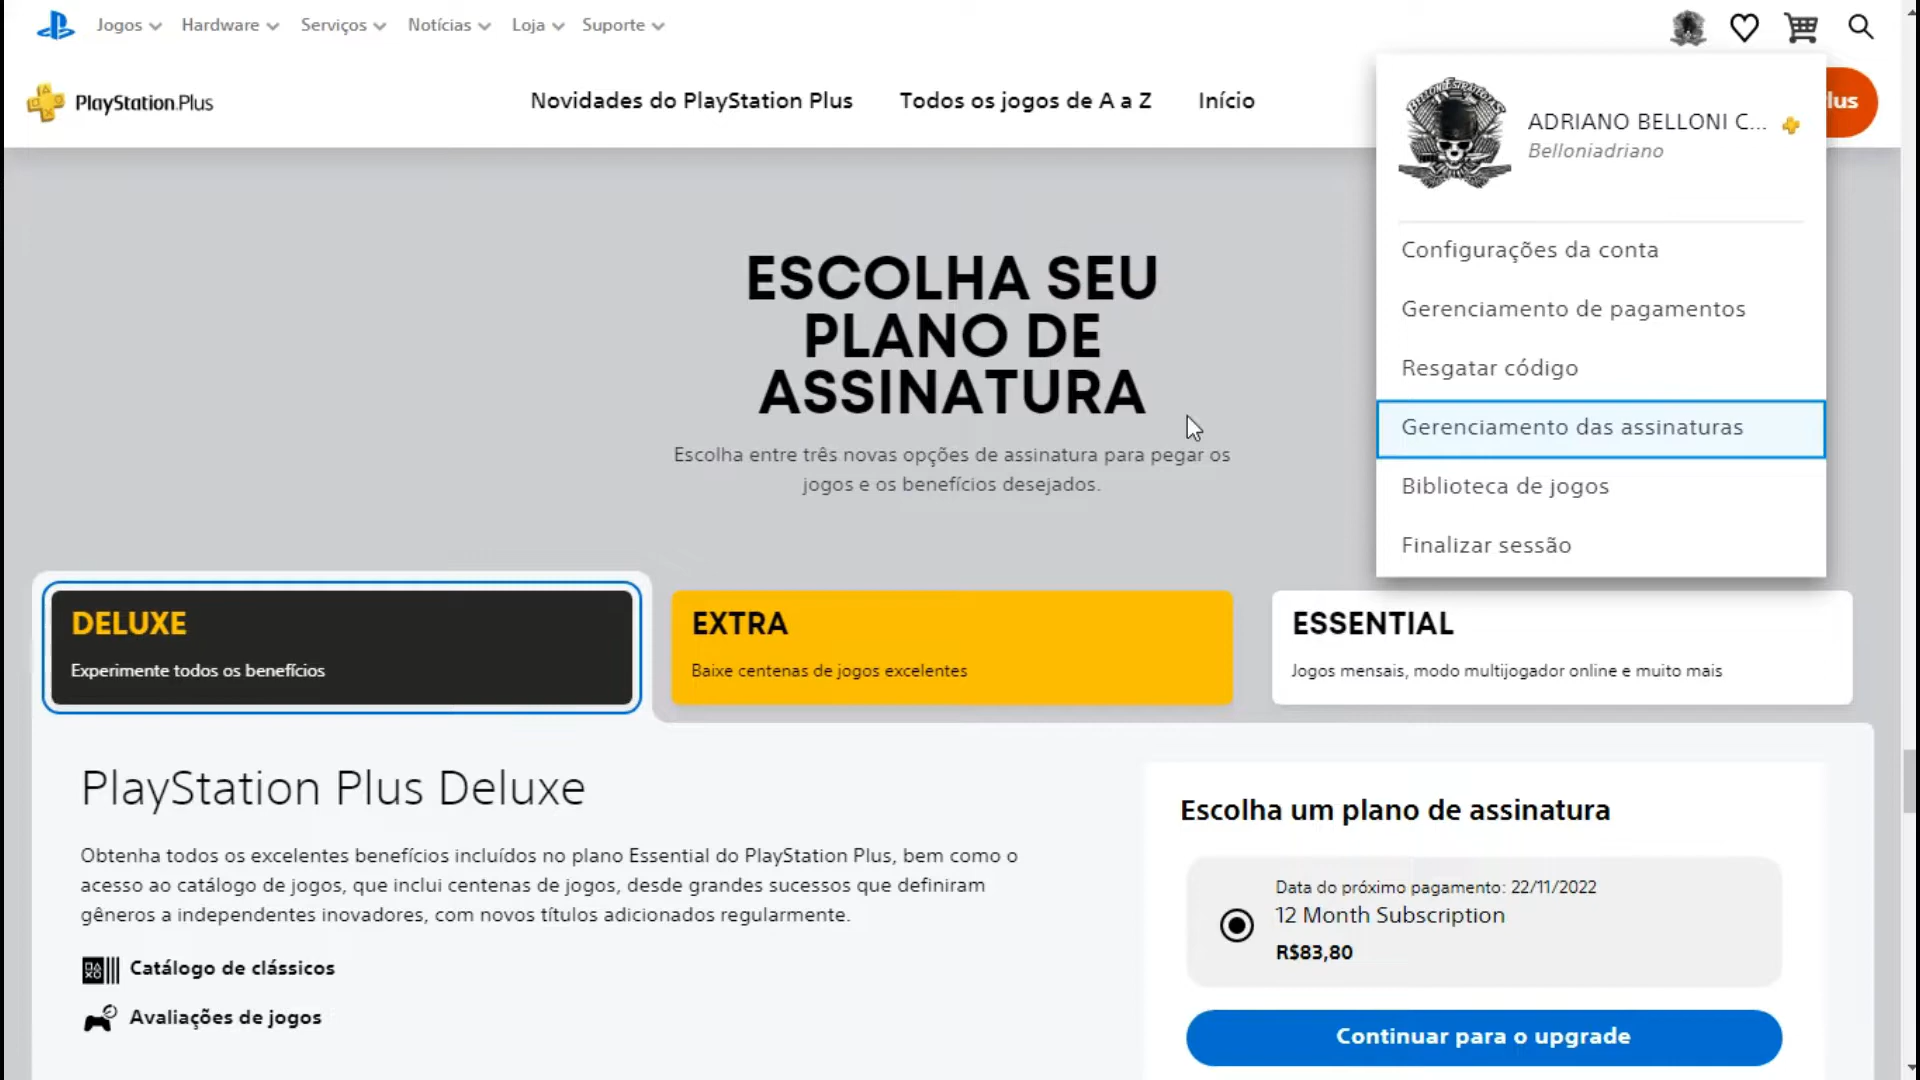 Jogos
Hardware
Serviços
Notícias
Loja
Suporte
PlayStation.Plus
Novidades do PlayStation Plus
Todos os jogos de A a Z
Início
lus
ADRIANO BELLONI C...
Belloniadriano
Configurações da conta
Gerenciamento de pagamentos
Resgatar código
Gerenciamento das assinaturas
Biblioteca de jogos
Finalizar sessão
ESCOLHA SEU
PLANO DE
ASSINATURA
Escolha entre três novas opções de assinatura para pegar os
jogos e os benefícios desejados.
DELUXE
Experimente todos os benefícios
EXTRA
Baixe centenas de jogos excelentes
ESSENTIAL
Jogos mensais, modo multijogador online e muito mais
PlayStation Plus Deluxe
Obtenha todos os excelentes benefícios incluídos no plano Essential do PlayStation Plus, bem como o
acesso ao catálogo de jogos, que inclui centenas de jogos, desde grandes sucessos que definiram
gêneros a independentes inovadores, com novos títulos adicionados regularmente.
Catálogo de clássicos
Avaliações de jogos
Escolha um plano de assinatura
Data do próximo pagamento: 22/11/2022
12 Month Subscription
R$83,80
Continuar para o upgrade